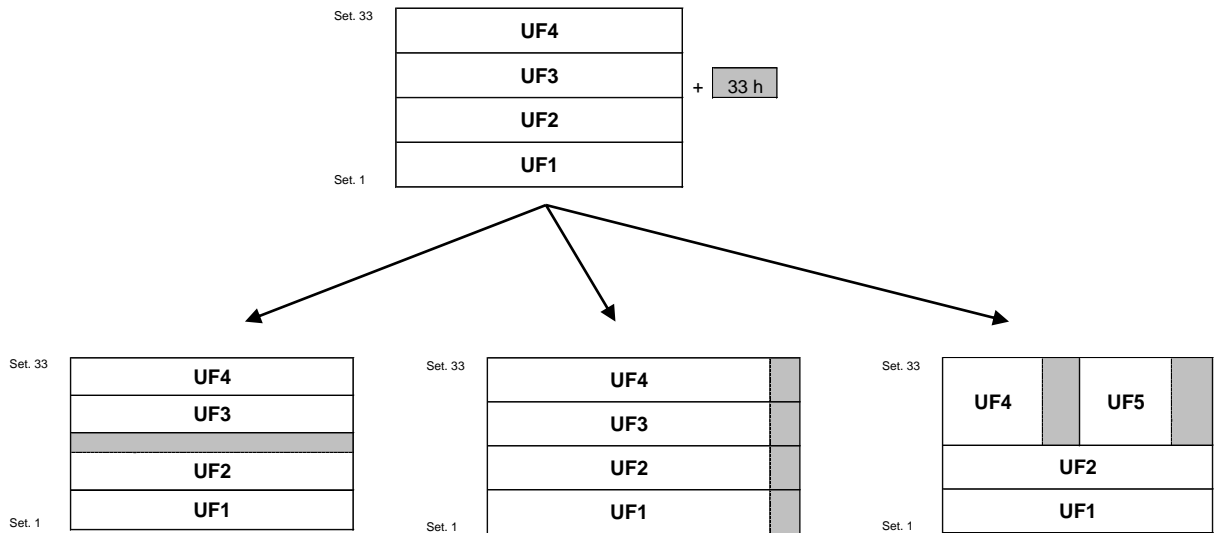 Set. 33
UF4
UF3
+ 33 h
UF2
UF1
Set. 1
Set. 33
UF4
UF3
UF2
UF1
Set. 1
Set. 33
UF4
UF3
UF2
UF1
Set. 1
Set. 33
UF4 UF5
UF2
UF1
Set. 1